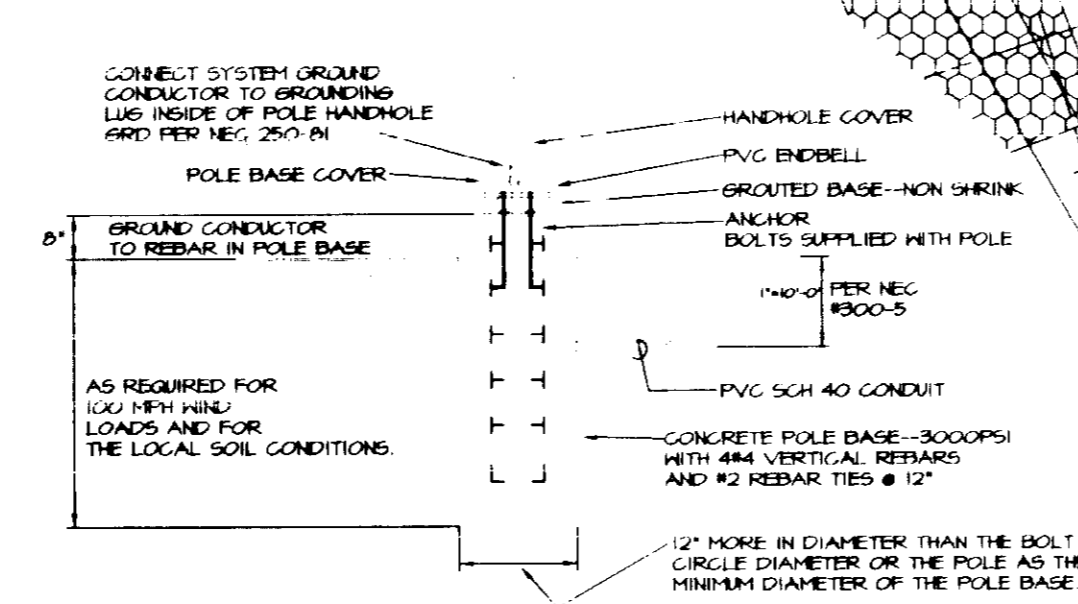 CONNECT SYSTEM GROUND
CONDUCTOR TO GROUNDING
LUG INSIDE OF POLE HANDHOLE
GRD PER NEC, 250-81
POLE BASE COVER
8"
GROUND CONDUCTOR
TO REBAR IN POLE BASE
AS REQUIRED FOR
100 MPH WIND
LOADS AND FOR
THE LOCAL SOIL CONDITIONS.
HANDHOLE COVER
PVC ENDBELL
GROUTED BASE--NON SHRINK
ANCHOR
BOLTS SUPPLIED WITH POLE
1"=10'-0"
PER NEC
#300-5
PVC SCH 40 CONDUIT
CONCRETE POLE BASE--3000PSI
WITH 4#4 VERTICAL REBARS
AND #2 REBAR TIES @ 12"
12" MORE IN DIAMETER THAN THE BOLT
CIRCLE DIAMETER OR THE POLE AS THE
MINIMUM DIAMETER OF THE POLE BASE.